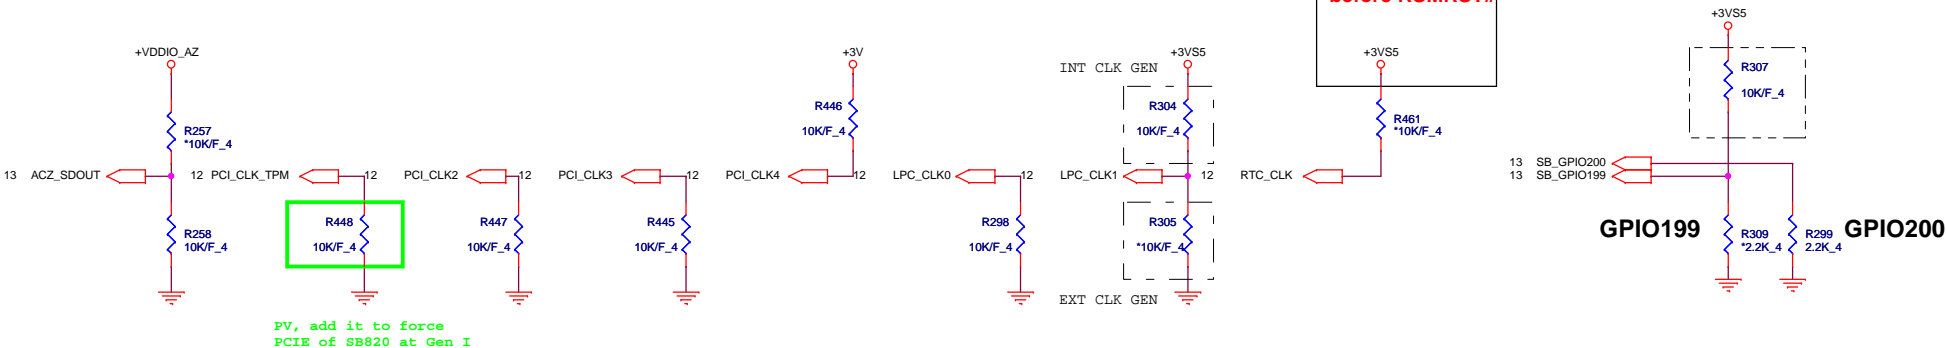 +VDDIO_AZ
R257
*10K/F_4
13 ACZ_SDOUT
R258
10K/F_4
12 PCI_CLK_TPM
12
R448
10K/F_4
PV, add it to force
PCIE of SB820 at Gen I
PCI_CLK2
12
R447
10K/F_4
PCI_CLK3
12
R445
10K/F_4
+3V
R446
10K/F_4
PCI_CLK4
12
LPC_CLK0
12
R298
10K/F_4
INT CLK GEN
+3VS5
R304
10K/F_4
LPC_CLK1
12
R305
*10K/F_4
EXT CLK GEN
+3VS5
R461
*10K/F_4
RTC_CLK
+3VS5
R307
10K/F_4
13 SB_GPIO200
13 SB_GPIO199
GPIO199
R309
*2.2K_4
R299
2.2K_4
GPIO200